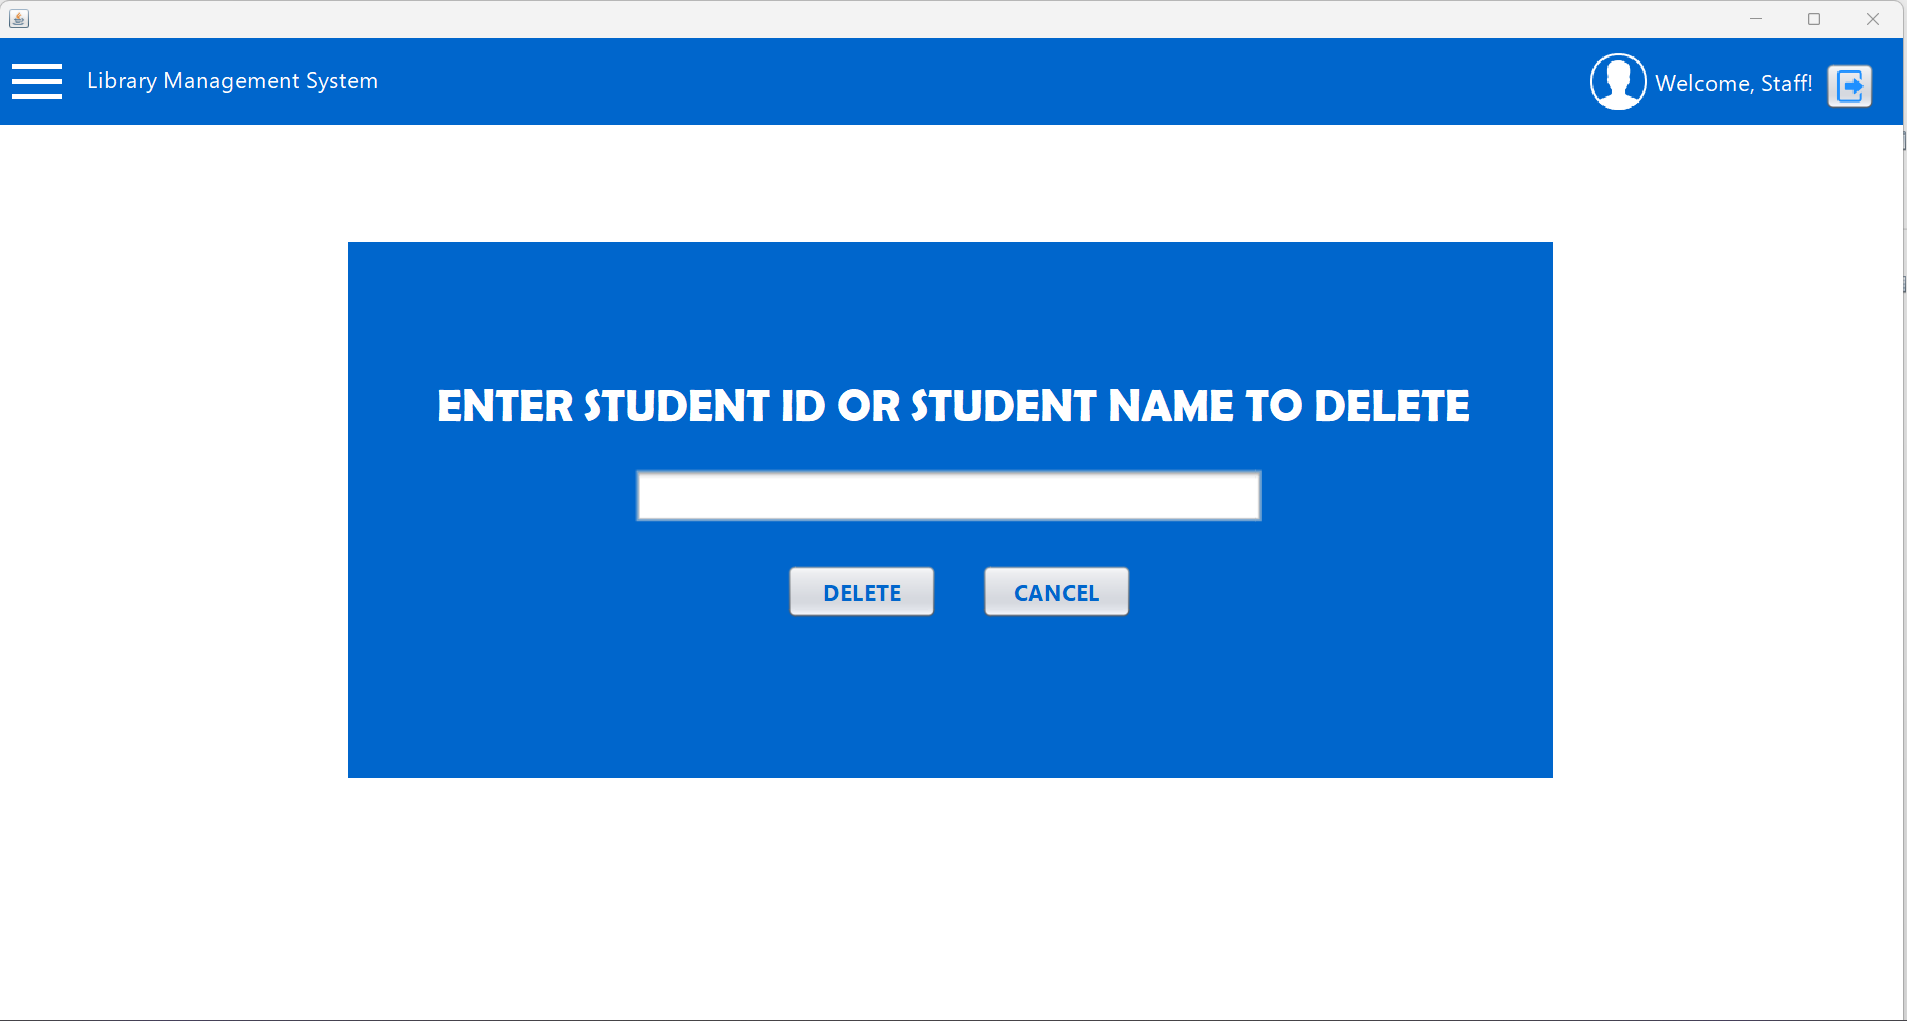 Library Management System
Welcome, Staff!
ENTER STUDENT ID OR STUDENT NAME TO DELETE
DELETE
CANCEL